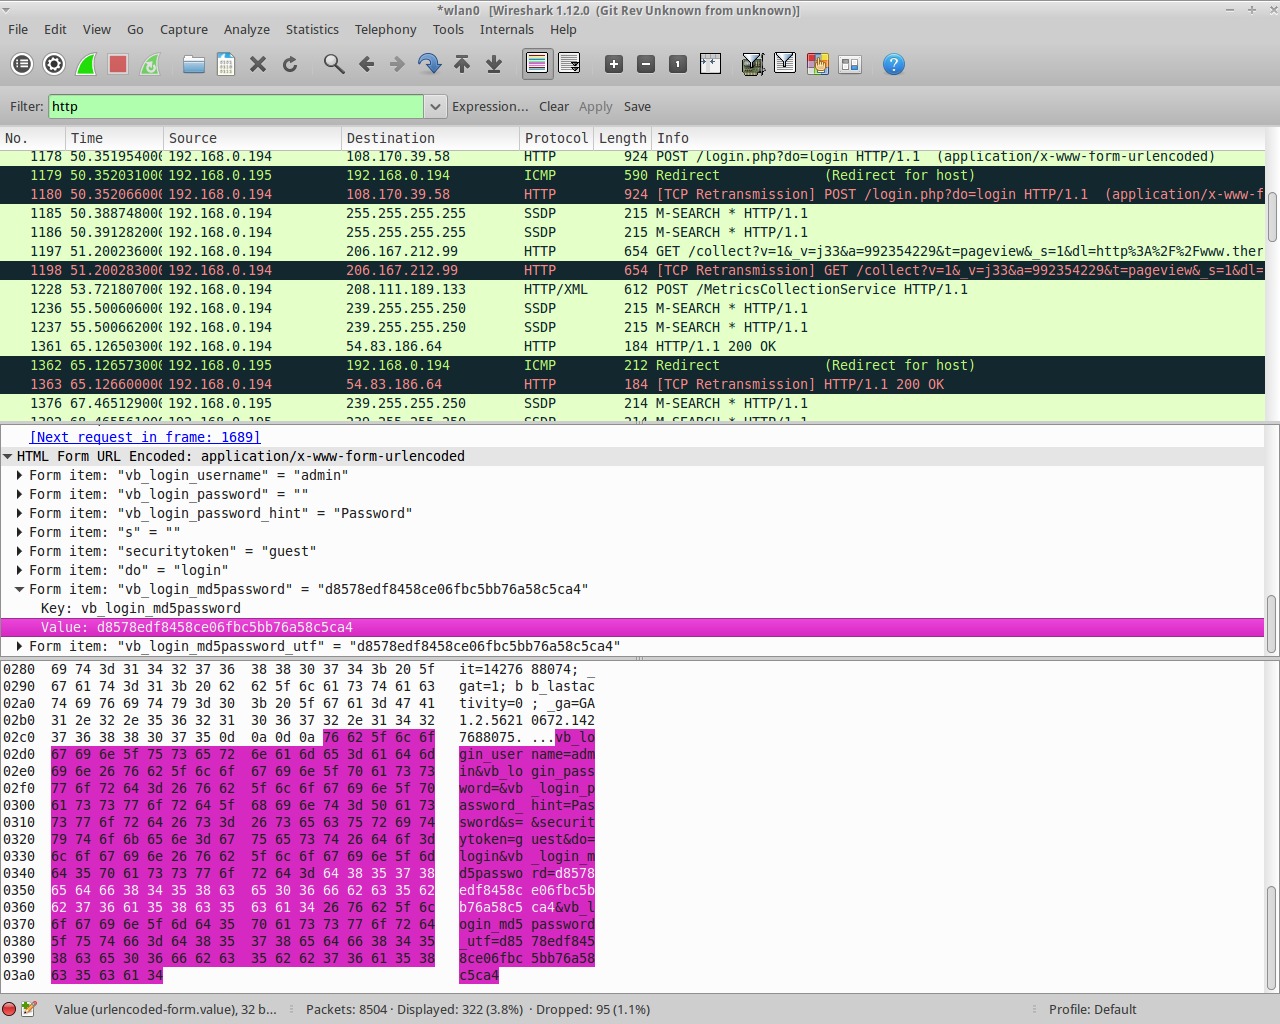 *wlan0 [Wireshark 1.12.0 (Git Rev Unknown from unknown)]
File Edit View Go Capture Analyze Statistics Telephony Tools Internals Help
Filter: http Expression... Clear Apply Save
No. Time Source Destination Protocol Length Info
1178 50.351954000 192.168.0.194 108.170.39.58 HTTP 924 POST /login.php?do=login HTTP/1.1 (application/x-www-form-urlencoded)
1179 50.352031000 192.168.0.195 192.168.0.194 ICMP 590 Redirect (Redirect for host)
1180 50.352066000 192.168.0.194 108.170.39.58 HTTP 924 [TCP Retransmission] POST /login.php?do=login HTTP/1.1 (application/x-www-f
1185 50.388748000 192.168.0.194 255.255.255.255 SSDP 215 M-SEARCH * HTTP/1.1
1186 50.391282000 192.168.0.194 255.255.255.255 SSDP 215 M-SEARCH * HTTP/1.1
1197 51.200236000 192.168.0.194 206.167.212.99 HTTP 654 GET /collect?v=1&_v=j33&a=992354229&t=pageview&_s=1&dl=http%3A%2F%2Fwww.ther
1198 51.200283000 192.168.0.194 206.167.212.99 HTTP 654 [TCP Retransmission] GET /collect?v=1&_v=j33&a=992354229&t=pageview&_s=1&dl=
1228 53.721807000 192.168.0.194 208.111.189.133 HTTP/XML 612 POST /MetricsCollectionService HTTP/1.1
1236 55.500606000 192.168.0.194 239.255.255.250 SSDP 215 M-SEARCH * HTTP/1.1
1237 55.500662000 192.168.0.194 239.255.255.250 SSDP 215 M-SEARCH * HTTP/1.1
1361 65.126503000 192.168.0.194 54.83.186.64 HTTP 184 HTTP/1.1 200 OK
1362 65.126573000 192.168.0.195 192.168.0.194 ICMP 212 Redirect (Redirect for host)
1363 65.126600000 192.168.0.194 54.83.186.64 HTTP 184 [TCP Retransmission] HTTP/1.1 200 OK
1376 67.465129000 192.168.0.195 239.255.255.250 SSDP 214 M-SEARCH * HTTP/1.1
[Next request in frame: 1689]
HTML Form URL Encoded: application/x-www-form-urlencoded
Form item: "vb_login_username" = "admin"
Form item: "vb_login_password" = ""
Form item: "vb_login_password_hint" = "Password"
Form item: "s" = ""
Form item: "securitytoken" = "guest"
Form item: "do" = "login"
Form item: "vb_login_md5password" = "d8578edf8458ce06fbc5bb76a58c5ca4"
Key: vb_login_md5password
Value: d8578edf8458ce06fbc5bb76a58c5ca4
Form item: "vb_login_md5password_utf" = "d8578edf8458ce06fbc5bb76a58c5ca4"
0280 69 74 3d 31 34 32 37 36 38 38 30 37 34 3b 20 5f it=14276 88074; _
0290 67 61 74 3d 31 3b 20 62 62 5f 6c 61 73 74 61 63 gat=1; b b_lastac
02a0 74 69 76 69 74 79 3d 30 3b 20 5f 67 61 3d 47 41 tivity=0 ; _ga=GA
02b0 31 2e 32 2e 35 36 32 31 30 36 37 32 2e 31 34 32 1.2.5621 0672.142
02c0 37 36 38 38 30 37 35 0d 0a 0d 0a 76 62 5f 6c 6f 7688075. ...vb_lo
02d0 67 69 6e 5f 75 73 65 72 6e 61 6d 65 3d 61 64 6d gin_user name=adm
02e0 69 6e 26 76 62 5f 6c 6f 67 69 6e 5f 70 61 73 73 in&vb_lo gin_pass
02f0 77 6f 72 64 3d 26 76 62 5f 6c 6f 67 69 6e 5f 70 word=&vb _login_p
0300 61 73 73 77 6f 72 64 5f 68 69 6e 74 3d 50 61 73 assword_ hint=Pas
0310 73 77 6f 72 64 26 73 3d 26 73 65 63 75 72 69 74 sword&s= &securit
0320 79 74 6f 6b 65 6e 3d 67 75 65 73 74 26 64 6f 3d ytoken=g uest&do=
0330 6c 6f 67 69 6e 26 76 62 5f 6c 6f 67 69 6e 5f 6d login&vb _login_m
0340 64 35 70 61 73 73 77 6f 72 64 3d 64 38 35 37 38 d5passwo rd=d8578
0350 65 64 66 38 34 35 38 63 65 30 36 66 62 63 35 62 edf8458c e06fbc5b
0360 62 37 36 61 35 38 63 35 63 61 34 26 76 62 5f 6c b76a58c5 ca4&vb_l
0370 6f 67 69 6e 5f 6d 64 35 70 61 73 73 77 6f 72 64 ogin_md5 password
0380 5f 75 74 66 3d 64 38 35 37 38 65 64 66 38 34 35 _utf=d85 78edf845
0390 38 63 65 30 36 66 62 63 35 62 62 37 36 61 35 38 8ce06fbc 5bb76a58
03a0 63 35 63 61 34 c5ca4
Value (urlencoded-form.value), 32 b... Packets: 8504 · Displayed: 322 (3.8%) · Dropped: 95 (1.1%) Profile: Default